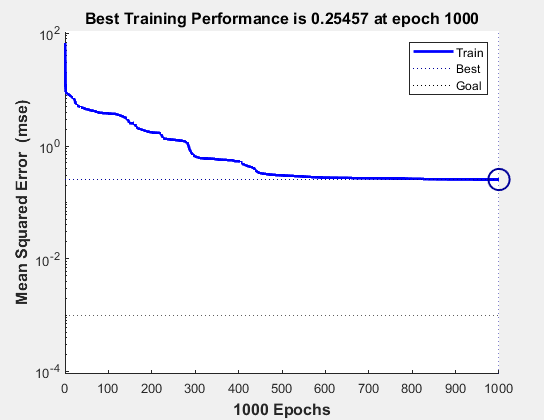 Best Training Performance is 0.25457 at epoch 1000
Mean Squared Error (mse)
10^2
10^0
10^-2
10^-4
Train
Best
Goal
0 100 200 300 400 500 600 700 800 900 1000
1000 Epochs